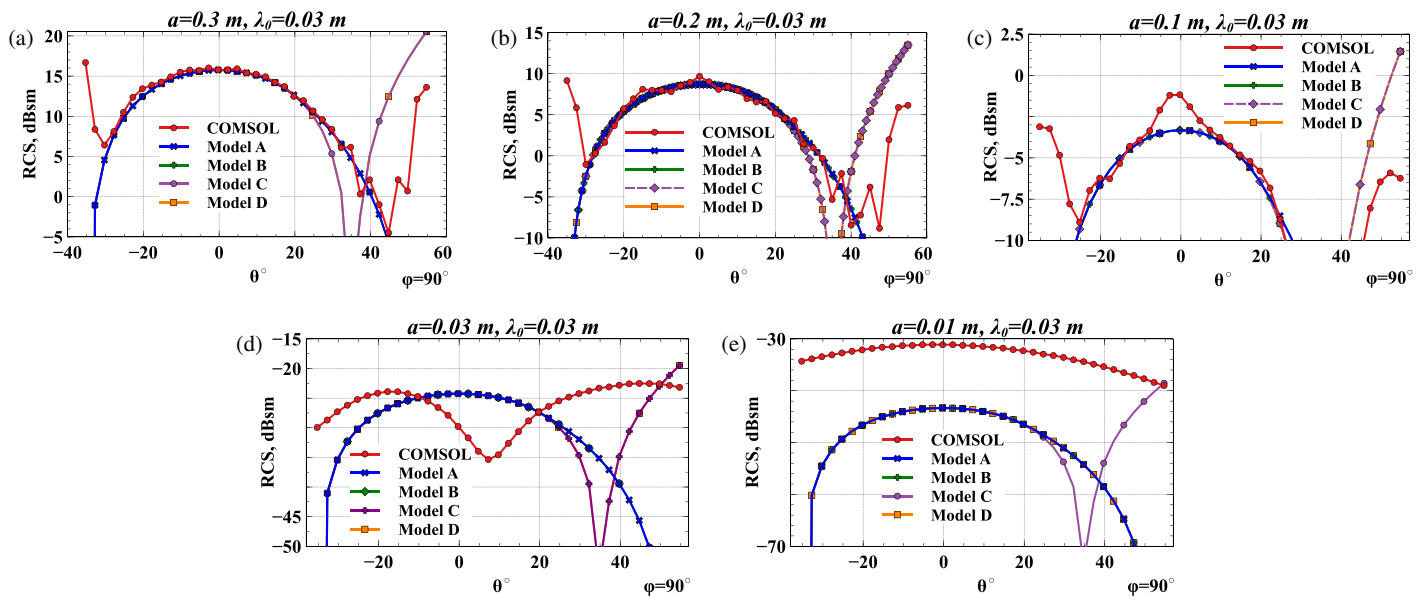 (a)
a=0.3 m, λ₀=0.03 m
RCS, dBsm
20
15
10
5
0
−5
COMSOL
Model A
Model B
Model C
Model D
−40
−20
0
20
40
60
θ°
φ=90°
(b)
a=0.2 m, λ₀=0.03 m
RCS, dBsm
15
10
5
0
−5
−10
COMSOL
Model A
Model B
Model C
Model D
−40
−20
0
20
40
60
θ°
φ=90°
(c)
a=0.1 m, λ₀=0.03 m
RCS, dBsm
2.5
0
−5
−10
COMSOL
Model A
Model B
Model C
Model D
−20
0
20
40
θ°
φ=90°
(d)
a=0.03 m, λ₀=0.03 m
RCS, dBsm
−15
−22
−45
−50
COMSOL
Model A
Model B
Model C
Model D
−20
0
20
40
θ°
φ=90°
(e)
a=0.01 m, λ₀=0.03 m
RCS, dBsm
−30
−70
COMSOL
Model A
Model B
Model C
Model D
−20
0
20
40
θ°
φ=90°